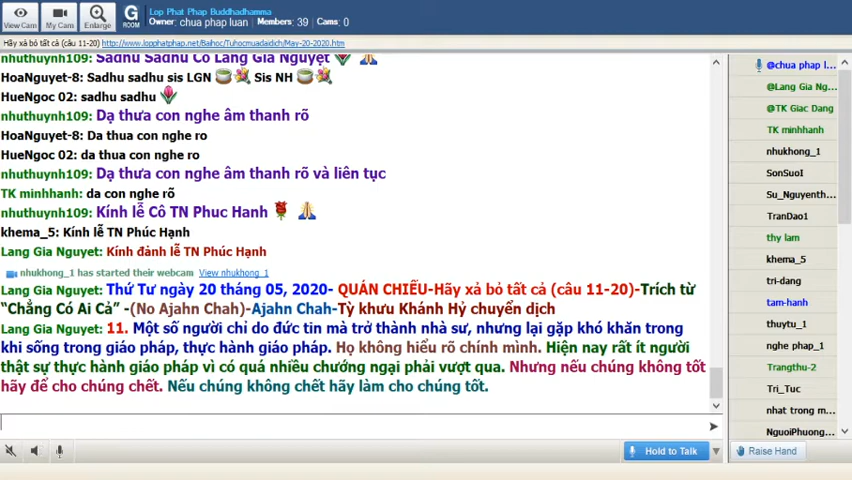 View Cam
My Cam
Enlarge
G
ROOM
Lop Phat Phap Buddhadhamma
Owner: chua phap luan Members: 39 Cams: 0
Hãy xả bỏ tất cả (câu 11-20) http://www.lopphatphap.net/Baihoc/Tuhocmuadaidich/May-20-2020.htm
nhuthuynh109: Sadhu Sadhu Cô Lang Gia Nguyệt
HoaNguyet-8: Sadhu sadhu sis LGN Sis NH
HueNgoc 02: sadhu sadhu
nhuthuynh109: Dạ thưa con nghe âm thanh rõ
HoaNguyet-8: Da thua con nghe ro
HueNgoc 02: da thua con nghe ro
nhuthuynh109: Dạ thưa con nghe âm thanh rõ và liên tục
TK minhhanh: da con nghe rõ
nhuthuynh109: Kính lễ Cô TN Phuc Hanh
khema_5: Kính lễ TN Phúc Hạnh
Lang Gia Nguyet: Kính đảnh lễ TN Phúc Hạnh
nhukhong_1 has started their webcam View nhukhong_1
Lang Gia Nguyet: Thứ Tư ngày 20 tháng 05, 2020- QUÁN CHIẾU-Hãy xả bỏ tất cả (câu 11-20)-Trích từ
“Chẳng Có Ai Cả” -(No Ajahn Chah)-Ajahn Chah-Tỳ khưu Khánh Hỷ chuyển dịch
Lang Gia Nguyet: 11. Một số người chỉ do đức tin mà trở thành nhà sư, nhưng lại gặp khó khăn trong
khi sống trong giáo pháp, thực hành giáo pháp. Họ không hiểu rõ chính mình. Hiện nay rất ít người
thật sự thực hành giáo pháp vì có quá nhiều chướng ngại phải vượt qua. Nhưng nếu chúng không tốt
hãy để cho chúng chết. Nếu chúng không chết hãy làm cho chúng tốt.
@chua phap l...
@Lang Gia Ng...
@TK Giac Dang
TK minhhanh
nhukhong_1
SonSuoI
Su_Nguyenth...
TranDao1
thy lam
khema_5
tri-dang
tam-hanh
thuytu_1
nghe phap_1
Trangthu-2
Tri_Tuc
nhat trong m...
NguoiPhuong...
Hold to Talk
Raise Hand